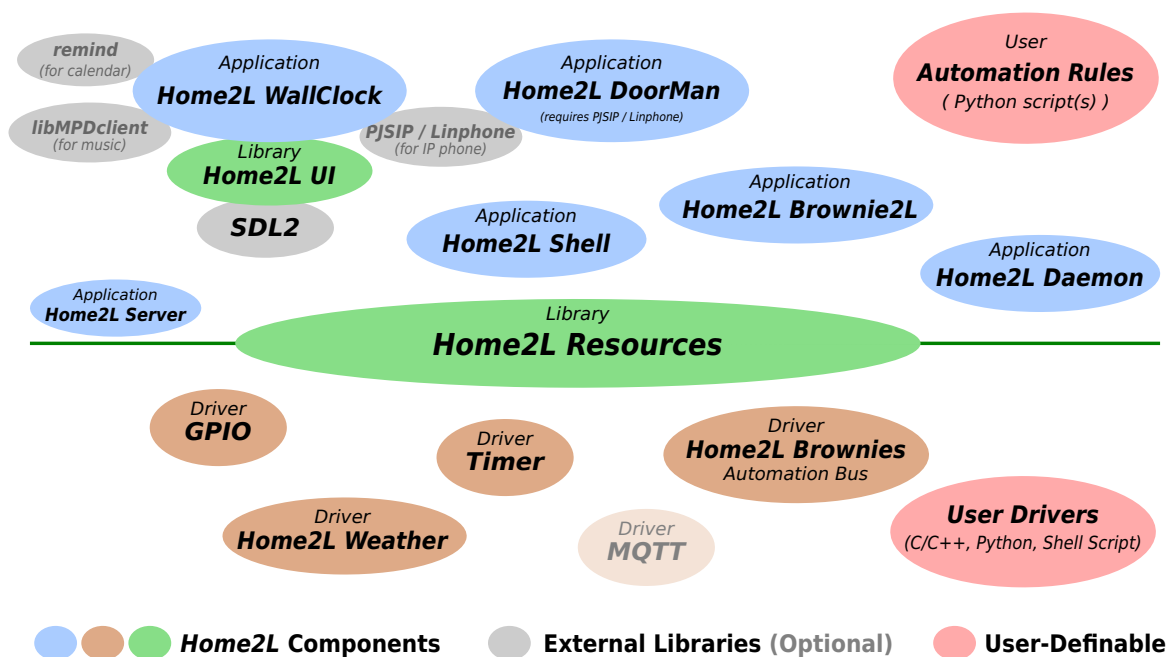 remind
(for calendar)
Application
Home2L WallClock
Application
Home2L DoorMan
(requires PJSIP / Linphone)
User
Automation Rules
( Python script(s) )
libMPDclient
(for music)
PJSIP / Linphone
(for IP phone)
Library
Home2L UI
SDL2
Application
Home2L Shell
Application
Home2L Brownie2L
Application
Home2L Daemon
Application
Home2L Server
Library
Home2L Resources
Driver
GPIO
Driver
Timer
Driver
Home2L Brownies
Automation Bus
Driver
Home2L Weather
Driver
MQTT
User Drivers
(C/C++, Python, Shell Script)
Home2L Components
External Libraries (Optional)
User-Definable